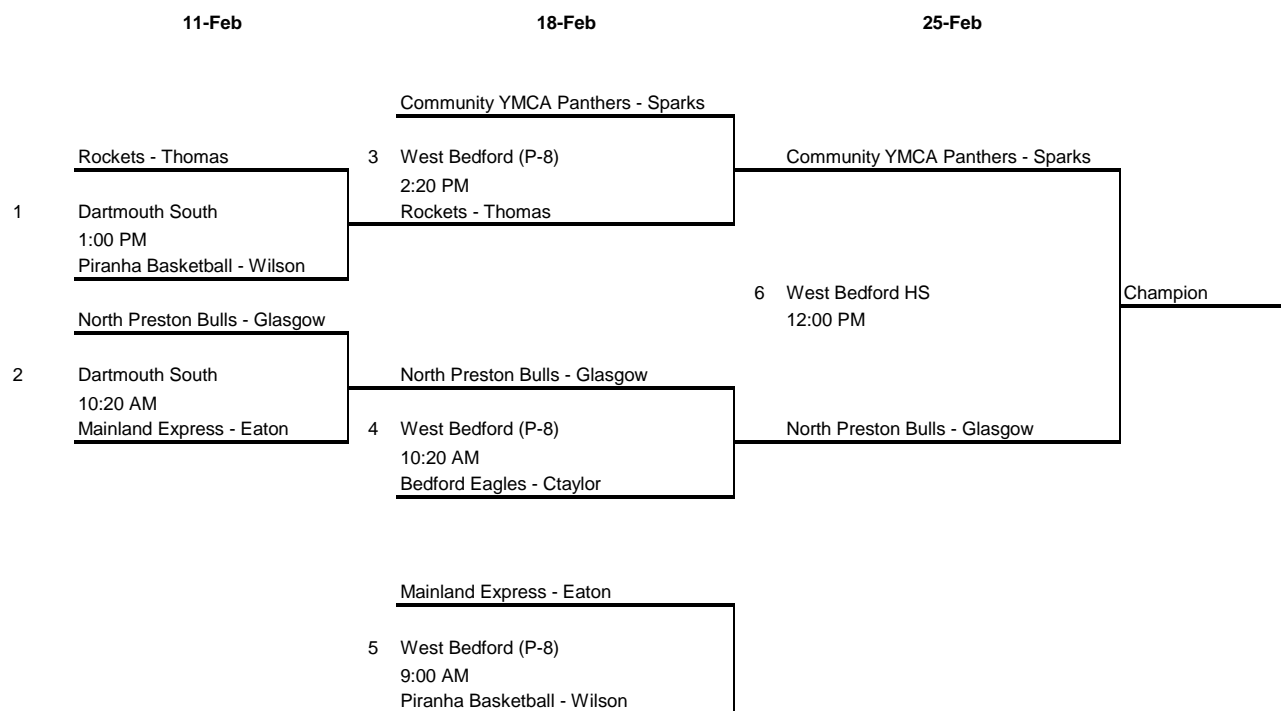 11-Feb 18-Feb 25-Feb
Community YMCA Panthers - Sparks
Rockets - Thomas 3 West Bedford (P-8) Community YMCA Panthers - Sparks
2:20 PM
1 Dartmouth South Rockets - Thomas
1:00 PM
Piranha Basketball - Wilson
6 West Bedford HS Champion
North Preston Bulls - Glasgow 12:00 PM
2 Dartmouth South North Preston Bulls - Glasgow
10:20 AM
Mainland Express - Eaton 4 West Bedford (P-8) North Preston Bulls - Glasgow
10:20 AM
Bedford Eagles - Ctaylor
Mainland Express - Eaton
5 West Bedford (P-8)
9:00 AM
Piranha Basketball - Wilson